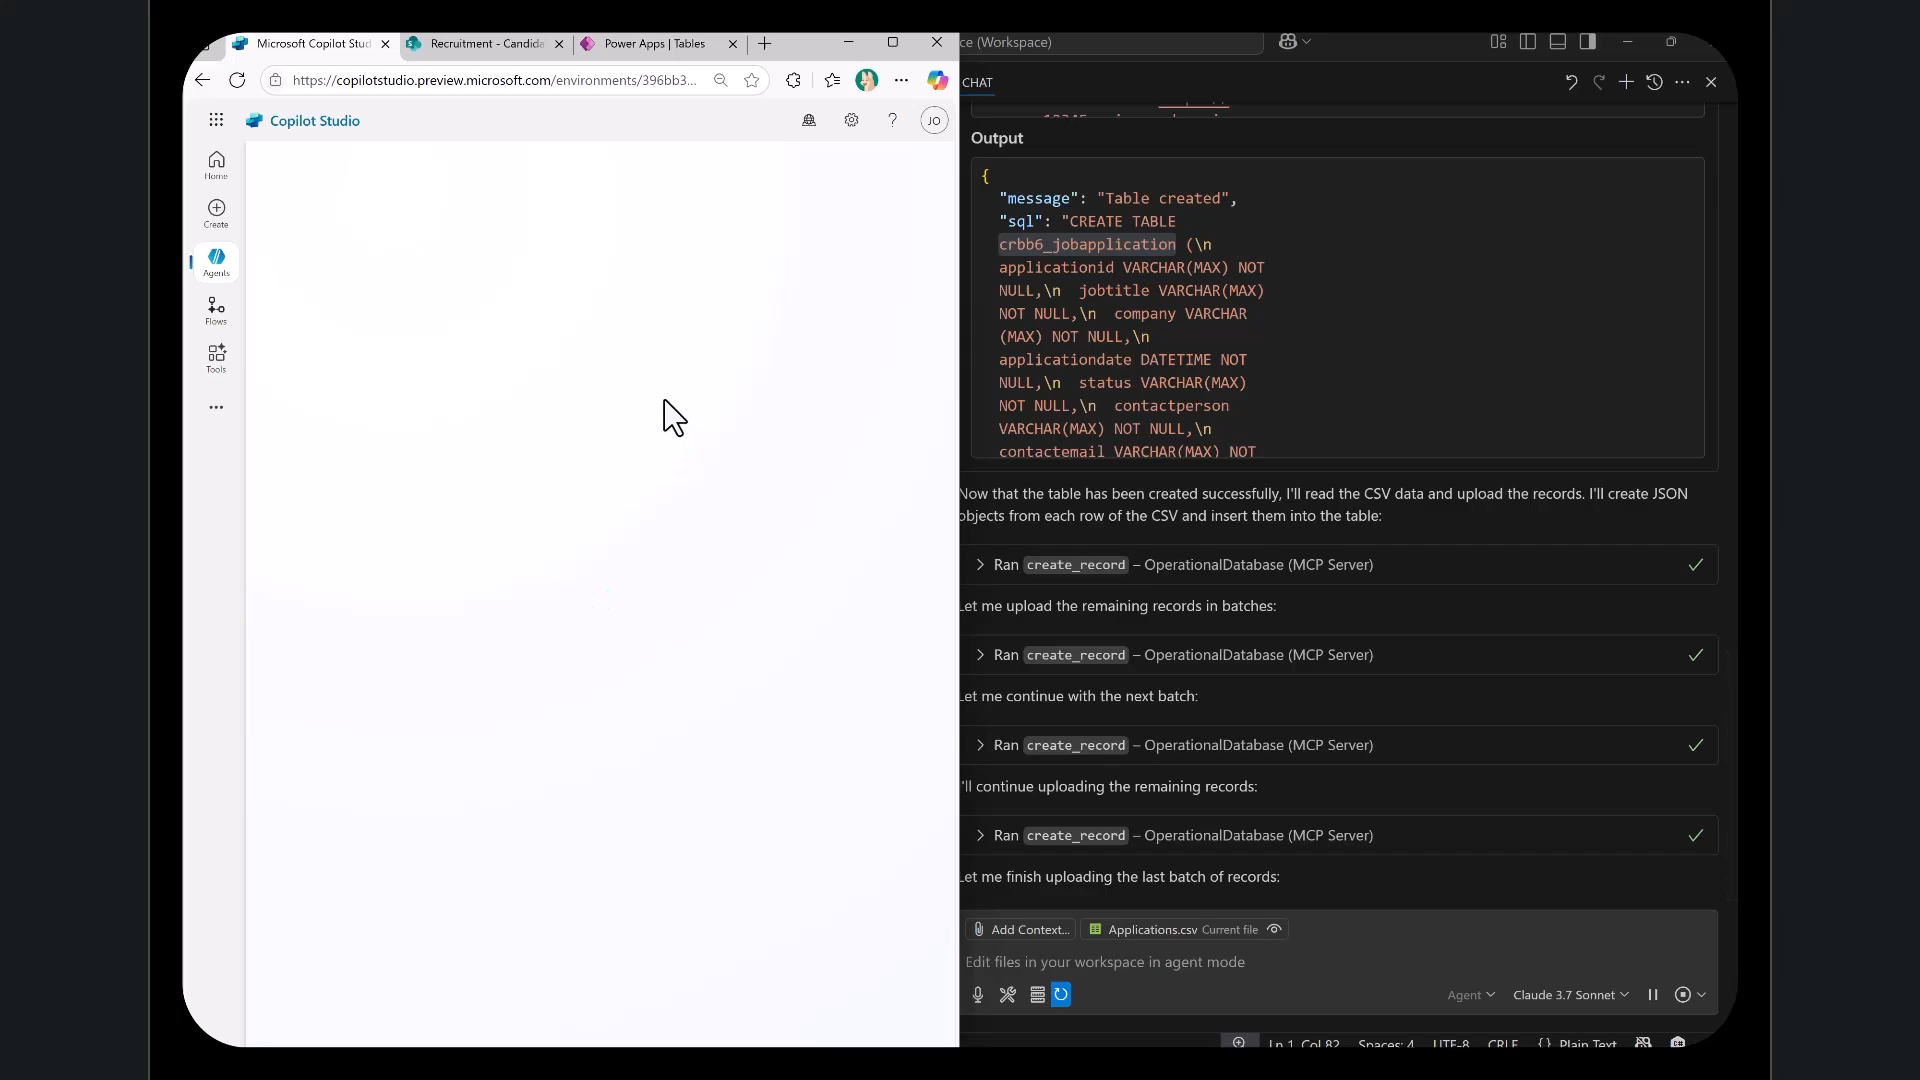 Microsoft Copilot Stud
Recruitment - Candida
Power Apps | Tables
https://copilotstudio.preview.microsoft.com/environments/396bb3...
Copilot Studio
JO
Home
Create
Agents
Flows
Tools
ce (Workspace)
CHAT
Output
{
"message": "Table created",
"sql": "CREATE TABLE
crbb6_jobapplication (\n
applicationid VARCHAR(MAX) NOT
NULL,\n jobtitle VARCHAR(MAX)
NOT NULL,\n company VARCHAR
(MAX) NOT NULL,\n
applicationdate DATETIME NOT
NULL,\n status VARCHAR(MAX)
NOT NULL,\n contactperson
VARCHAR(MAX) NOT NULL,\n
contactemail VARCHAR(MAX) NOT
Now that the table has been created successfully, I'll read the CSV data and upload the records. I'll create JSON
objects from each row of the CSV and insert them into the table:
Ran create_record – OperationalDatabase (MCP Server)
Let me upload the remaining records in batches:
Ran create_record – OperationalDatabase (MCP Server)
Let me continue with the next batch:
Ran create_record – OperationalDatabase (MCP Server)
'll continue uploading the remaining records:
Ran create_record – OperationalDatabase (MCP Server)
Let me finish uploading the last batch of records:
Add Context...
Applications.csv Current file
Edit files in your workspace in agent mode
Agent
Claude 3.7 Sonnet
Ln 1, Col 82 Spaces: 4 UTF-8 CRLF {} Plain Text